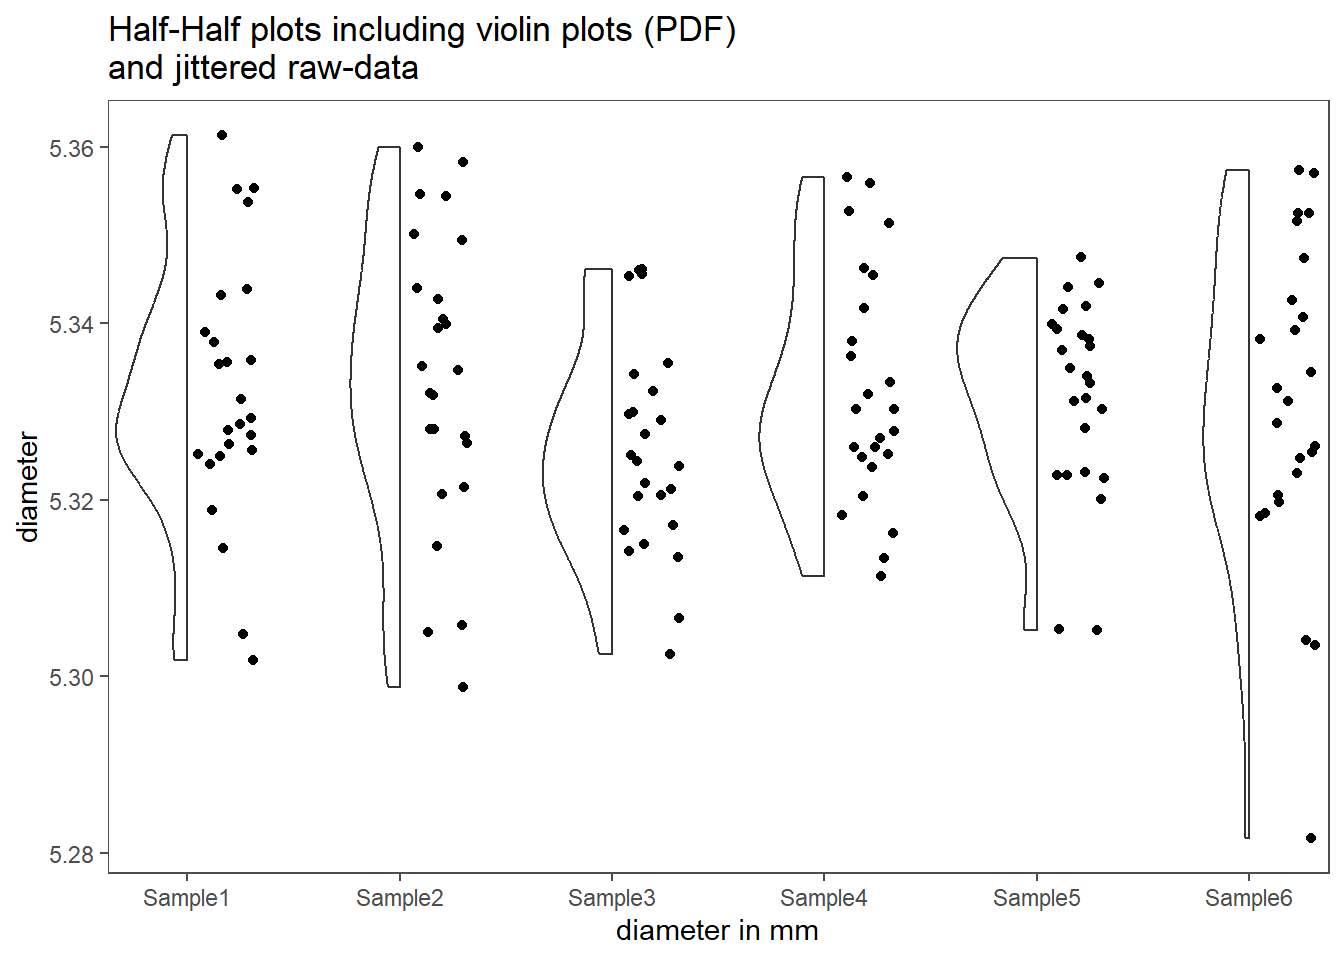 Half-Half plots including violin plots (PDF)
and jittered raw-data
diameter
5.36
5.34
5.32
5.30
5.28
Sample1 Sample2 Sample3 Sample4 Sample5 Sample6
diameter in mm